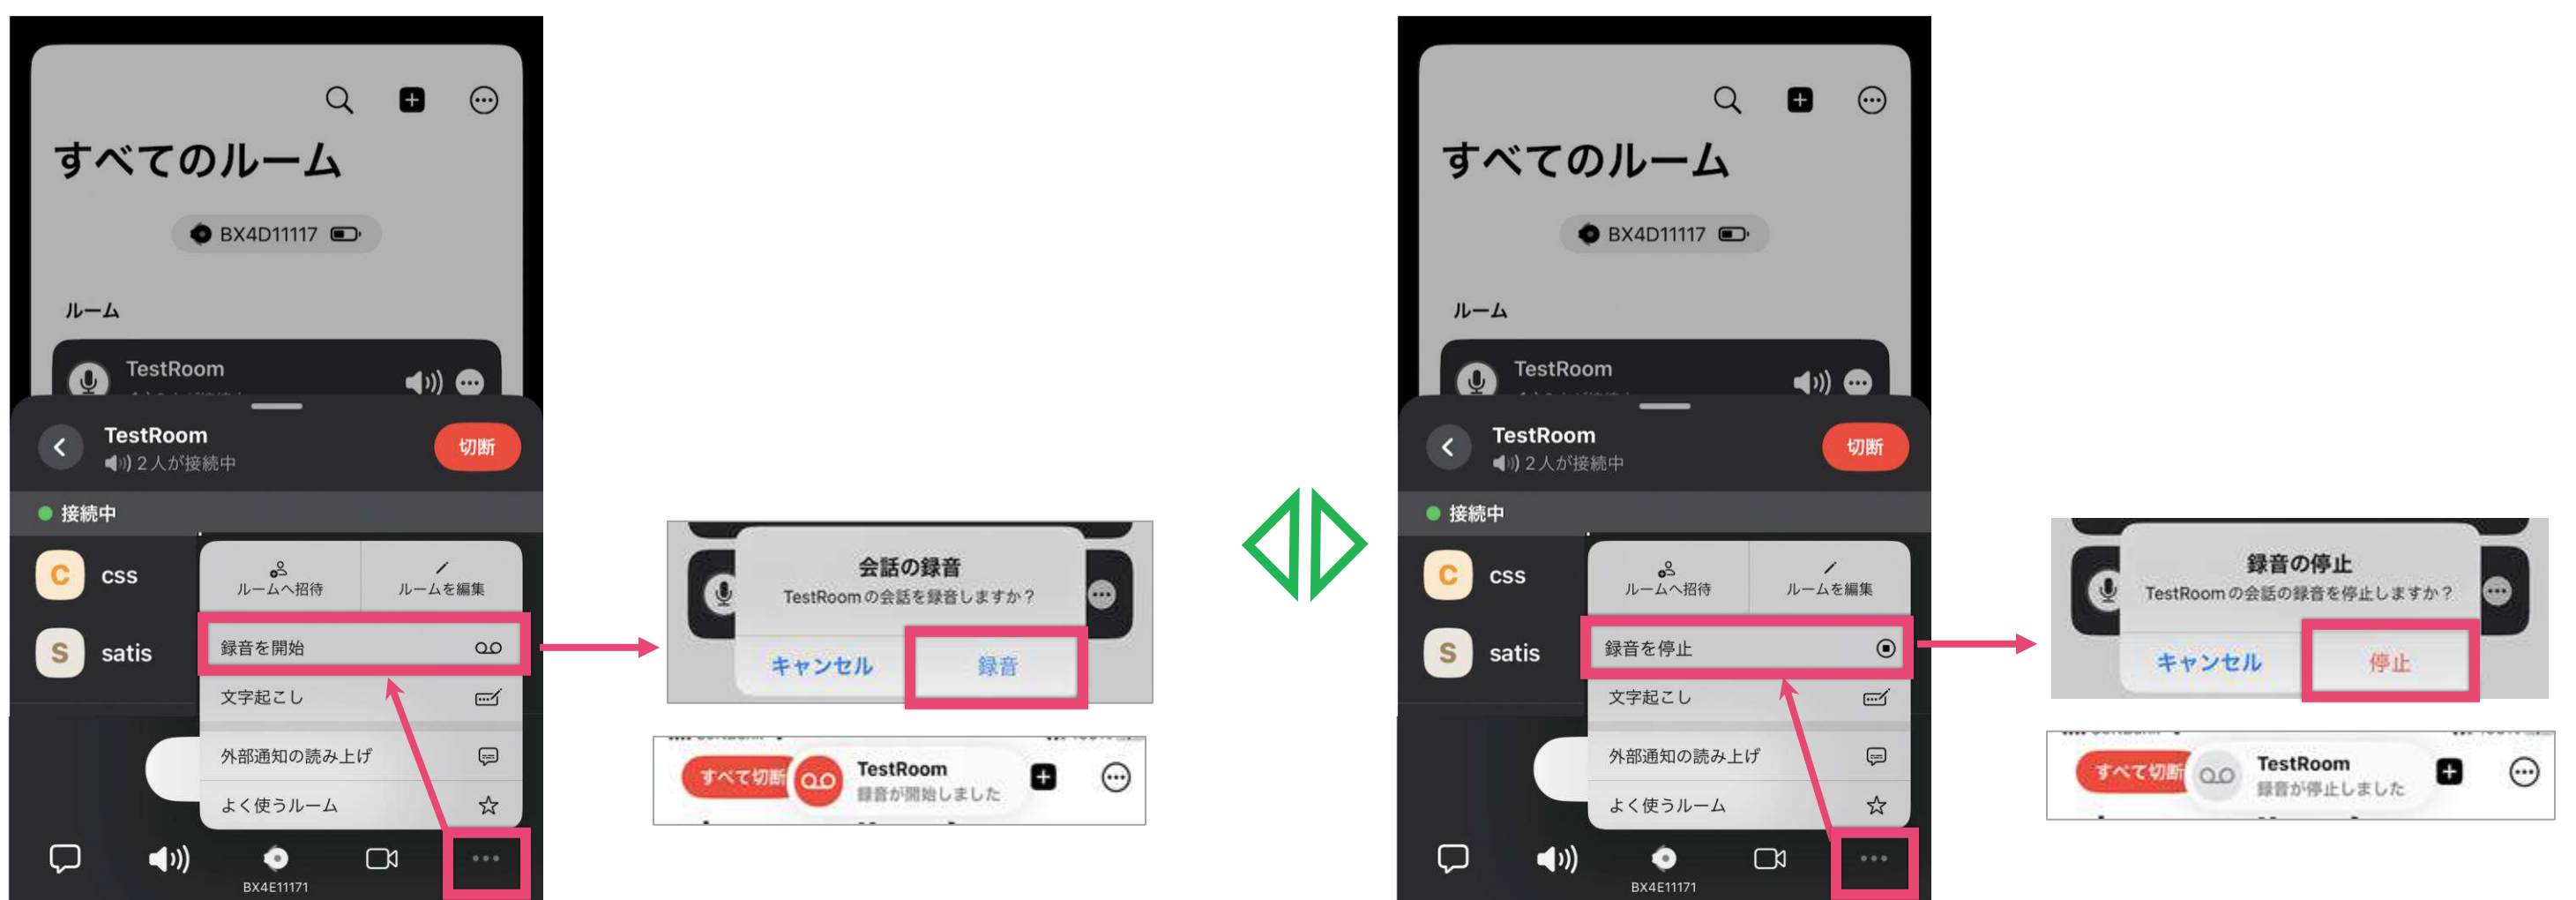 すべてのルーム
BX4D11117
ルーム
TestRoom
TestRoom
2人が接続中
切断
接続中
C css
S satis
ルームへ招待
ルームを編集
録音を開始
文字起こし
外部通知の読み上げ
よく使うルーム
BX4E11171
会話の録音
TestRoomの会話を録音しますか?
キャンセル
録音
すべて切断
TestRoom
録音が開始しました
すべてのルーム
BX4D11117
ルーム
TestRoom
TestRoom
2人が接続中
切断
接続中
C css
S satis
ルームへ招待
ルームを編集
録音を停止
文字起こし
外部通知の読み上げ
よく使うルーム
BX4E11171
録音の停止
TestRoomの会話の録音を停止しますか?
キャンセル
停止
すべて切断
TestRoom
録音が停止しました